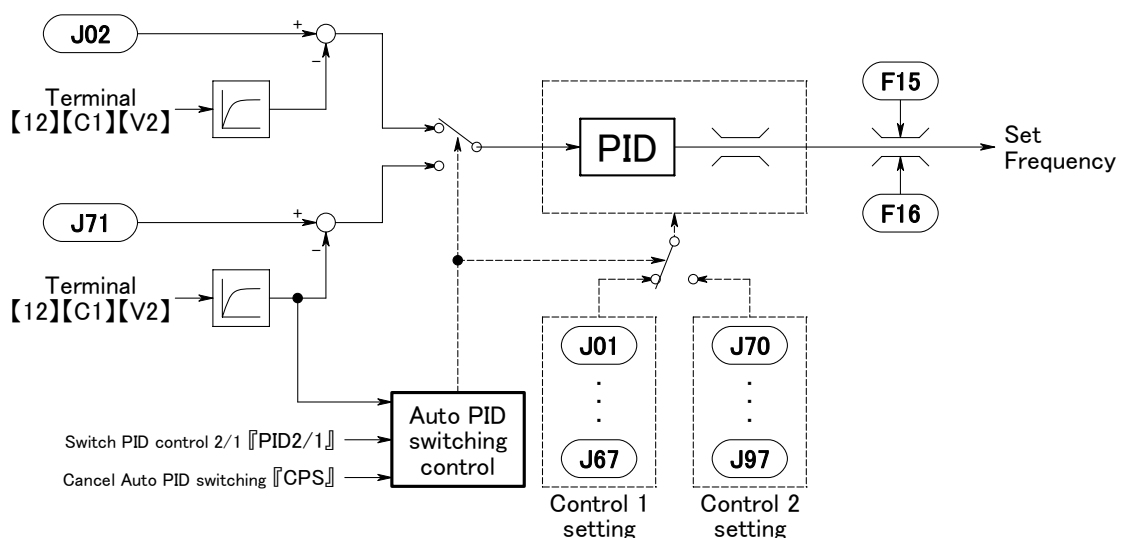 J02
+
−
Terminal
【12】【C1】【V2】
PID
F15
Set
Frequency
F16
J71
+
−
Terminal
【12】【C1】【V2】
J01
J70
Auto PID
switching
control
Switch PID control 2/1『PID2/1』
Cancel Auto PID switching『CPS』
J67
J97
Control 1
setting
Control 2
setting